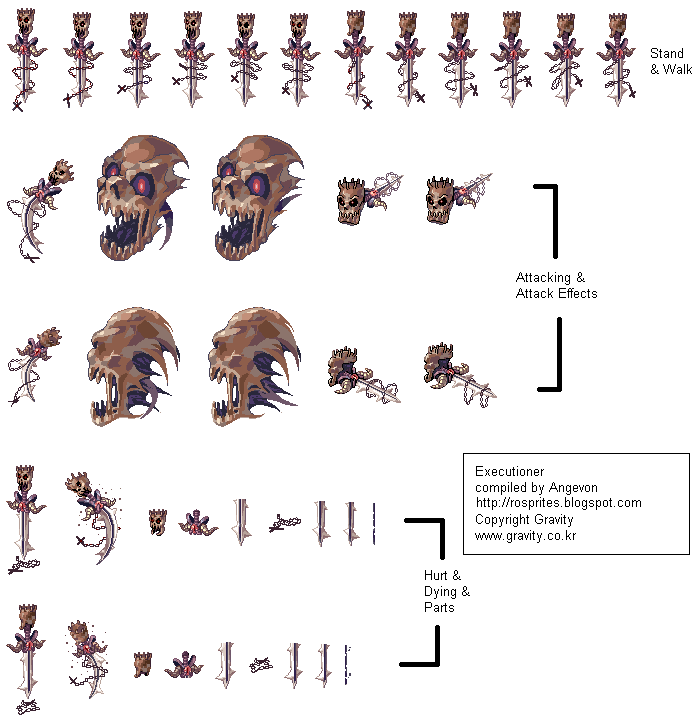 Stand
& Walk
Attacking &
Attack Effects
Executioner
compiled by Angevon
http://rosprites.blogspot.com
Copyright Gravity
www.gravity.co.kr
Hurt &
Dying &
Parts